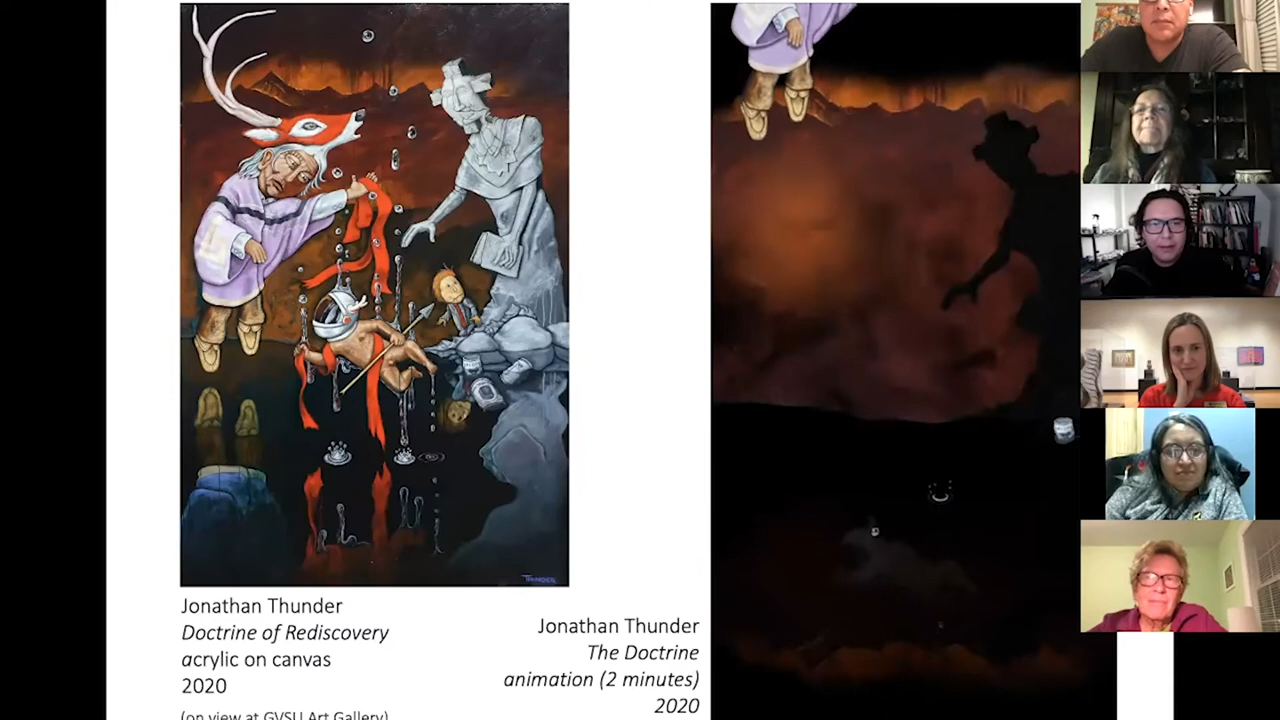 THUNDER
Jonathan Thunder
Doctrine of Rediscovery
acrylic on canvas
2020
(on view at GVSU Art Gallery)
Jonathan Thunder
The Doctrine
animation (2 minutes)
2020